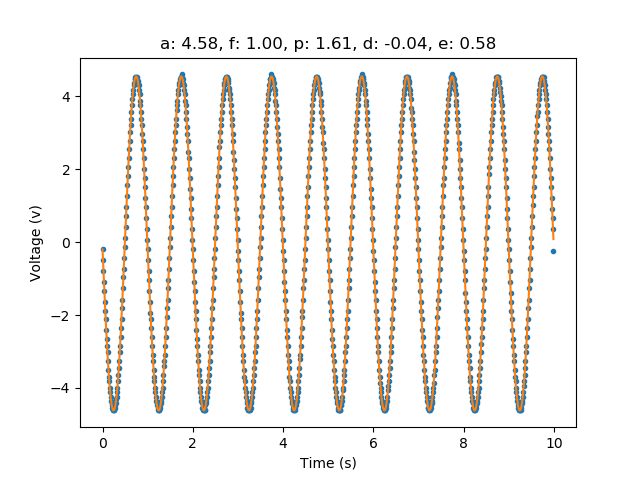 a: 4.58, f: 1.00, p: 1.61, d: -0.04, e: 0.58
4
2
0
−2
−4
Voltage (v)
0 2 4 6 8 10
Time (s)